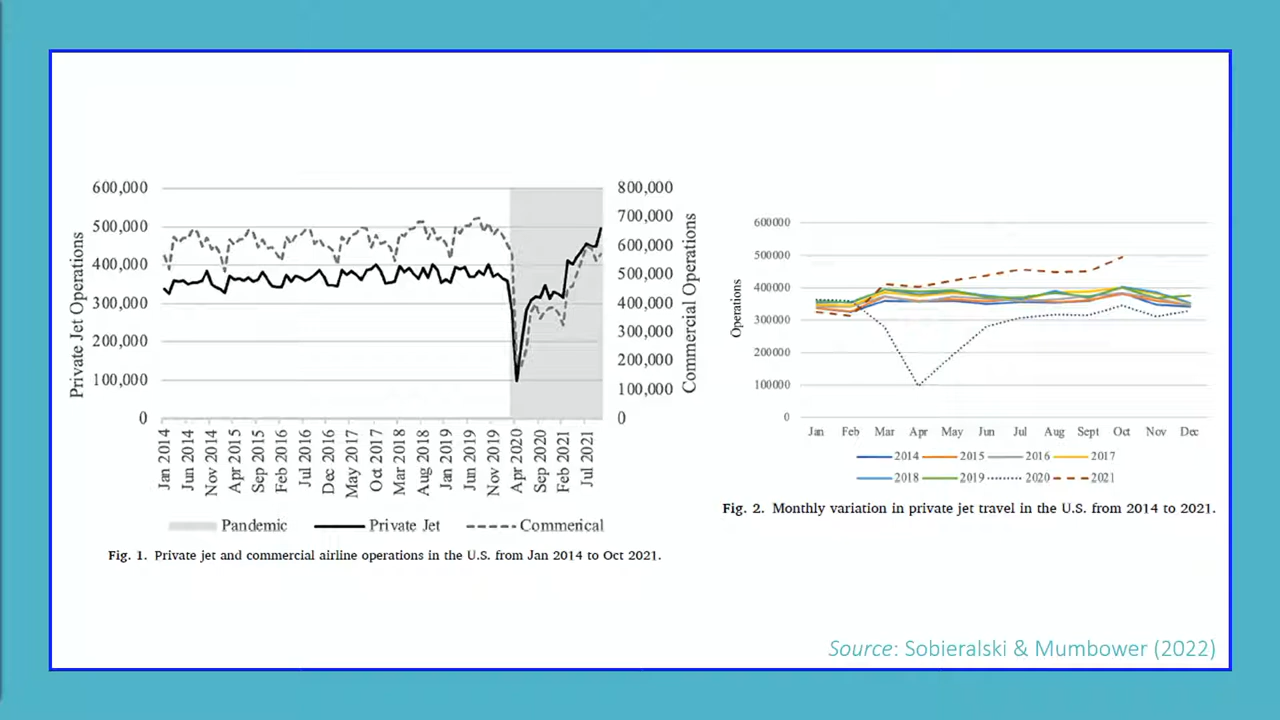 600,000
500,000
400,000
300,000
200,000
100,000
0
Private Jet Operations
800,000
700,000
600,000
500,000
400,000
300,000
200,000
100,000
0
Commercial Operations
Jan 2014
Jun 2014
Nov 2014
Apr 2015
Sep 2015
Feb 2016
Jul 2016
Dec 2016
May 2017
Oct 2017
Mar 2018
Aug 2018
Jan 2019
Jun 2019
Nov 2019
Apr 2020
Sep 2020
Feb 2021
Jul 2021
Pandemic Private Jet Commerical
Fig. 1. Private jet and commercial airline operations in the U.S. from Jan 2014 to Oct 2021.
600000
500000
400000
300000
200000
100000
0
Operations
Jan Feb Mar Apr May Jun Jul Aug Sept Oct Nov Dec
2014 2015 2016 2017
2018 2019 2020 2021
Fig. 2. Monthly variation in private jet travel in the U.S. from 2014 to 2021.
Source: Sobieralski & Mumbower (2022)